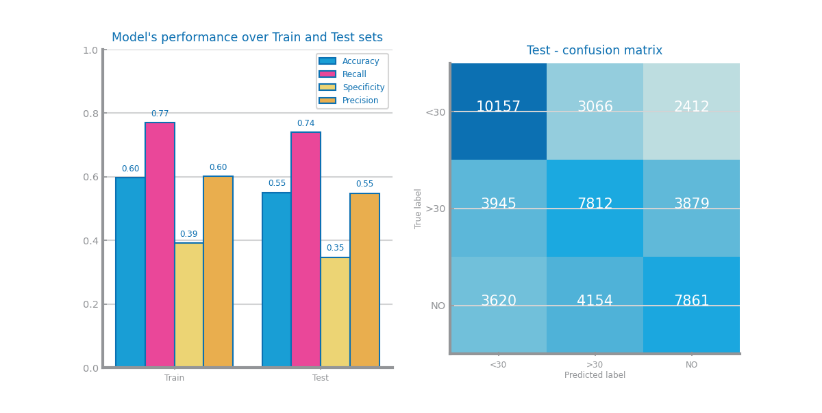 Model's performance over Train and Test sets
1.0
0.8
0.6
0.4
0.2
0.0
Accuracy
Recall
Specificity
Precision
0.60
0.77
0.39
0.60
0.55
0.74
0.35
0.55
Train
Test
Test - confusion matrix
True label
<30
10157
3066
2412
>30
3945
7812
3879
NO
3620
4154
7861
<30
>30
NO
Predicted label